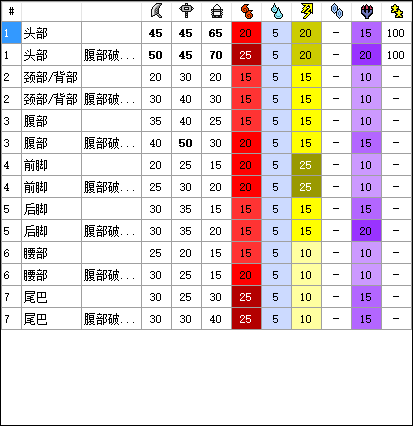 #
1 头部 45 45 65 20 5 20 - 15 100
1 头部 腹部破... 50 45 70 25 5 20 - 20 100
2 颈部/背部 20 30 20 15 5 15 - 10 -
2 颈部/背部 腹部破... 30 40 30 15 5 15 - 10 -
3 腹部 35 40 25 15 5 15 - 10 -
3 腹部 腹部破... 40 50 30 20 5 15 - 15 -
4 前脚 20 25 15 20 5 25 - 10 -
4 前脚 腹部破... 25 30 20 20 5 25 - 10 -
5 后脚 30 35 15 15 5 15 - 15 -
5 后脚 腹部破... 30 35 20 15 5 15 - 20 -
6 腰部 25 20 15 15 5 10 - 10 -
6 腰部 腹部破... 30 25 15 20 5 10 - 10 -
7 尾巴 30 25 30 25 5 10 - 15 -
7 尾巴 腹部破... 30 30 40 25 5 10 - 15 -